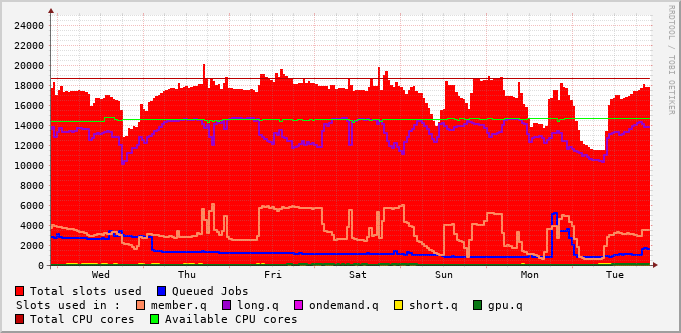 RRDTOOL / TOBI OETIKER
24000
22000
20000
18000
16000
14000
12000
10000
8000
6000
4000
2000
0
Wed Thu Fri Sat Sun Mon Tue
Total slots used Queued Jobs
Slots used in : member.q long.q ondemand.q short.q gpu.q
Total CPU cores Available CPU cores